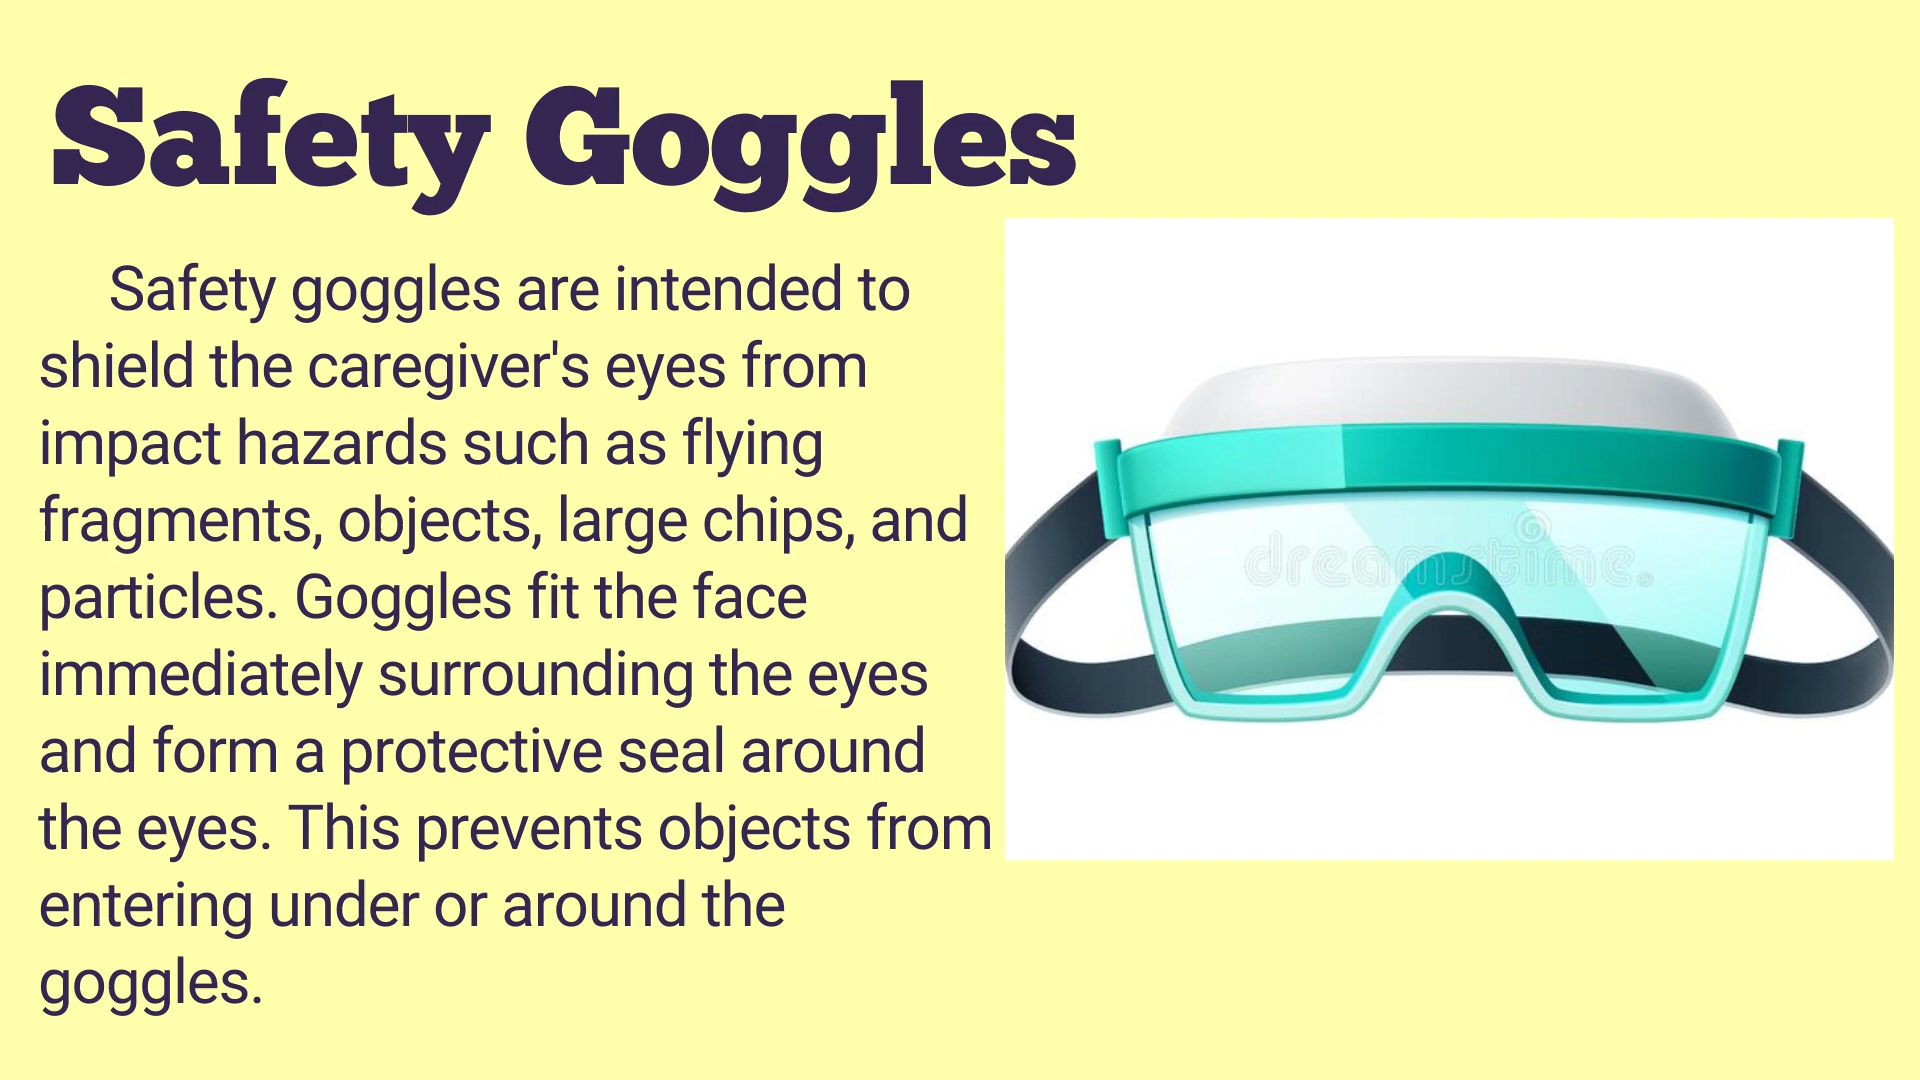 Safety Goggles
Safety goggles are intended to
shield the caregiver's eyes from
impact hazards such as flying
fragments, objects, large chips, and
particles. Goggles fit the face
immediately surrounding the eyes
and form a protective seal around
the eyes. This prevents objects from
entering under or around the
goggles.
dreamstime.